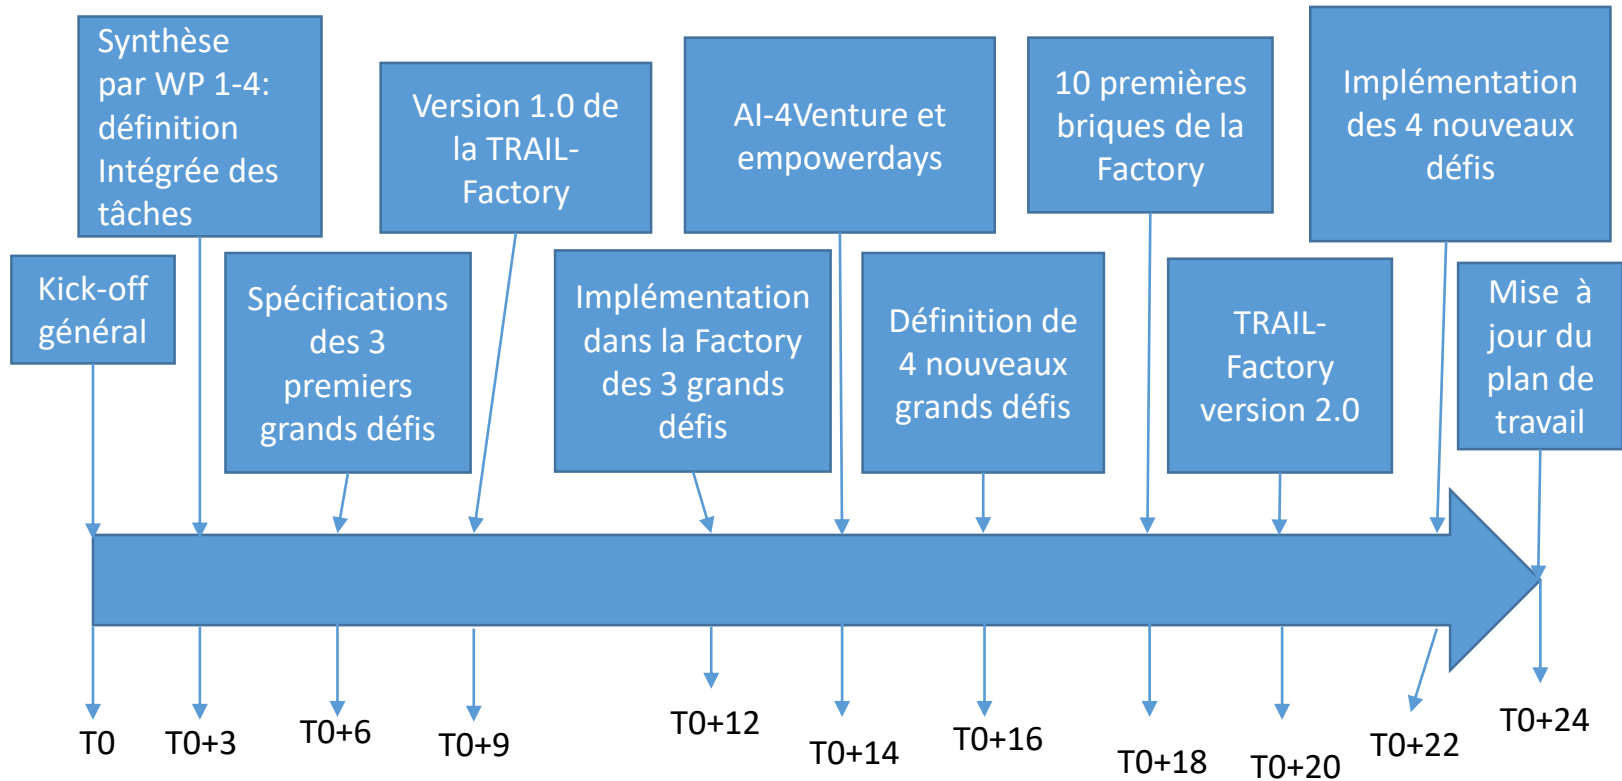 Synthèse
par WP 1-4:
définition
Intégrée des
tâches
Version 1.0 de
la TRAIL-
Factory
AI-4Venture et
empowerdays
10 premières
briques de la
Factory
Implémentation
des 4 nouveaux
défis
Kick-off
général
Spécifications
des 3
premiers
grands défis
Implémentation
dans la Factory
des 3 grands
défis
Définition de
4 nouveaux
grands défis
TRAIL-
Factory
version 2.0
Mise à
jour du
plan de
travail
T0
T0+3
T0+6
T0+9
T0+12
T0+14
T0+16
T0+18
T0+20
T0+22
T0+24